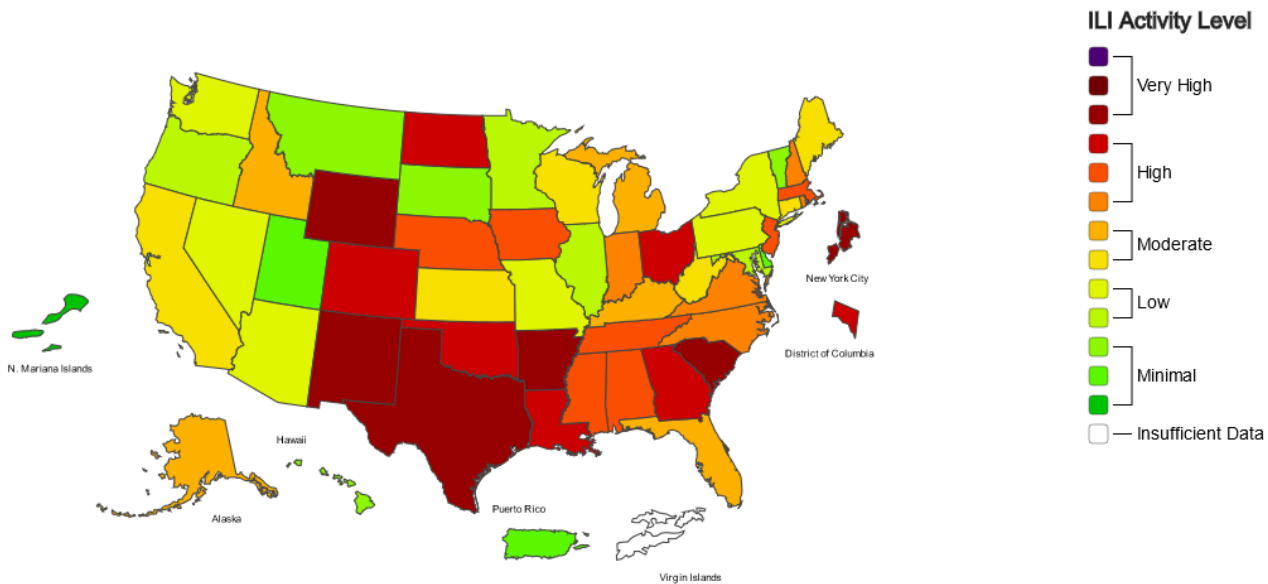 ILI Activity Level
Very High
High
Moderate
Low
Minimal
Insufficient Data
New York City
District of Columbia
N. Mariana Islands
Hawaii
Alaska
Puerto Rico
Virgin Islands